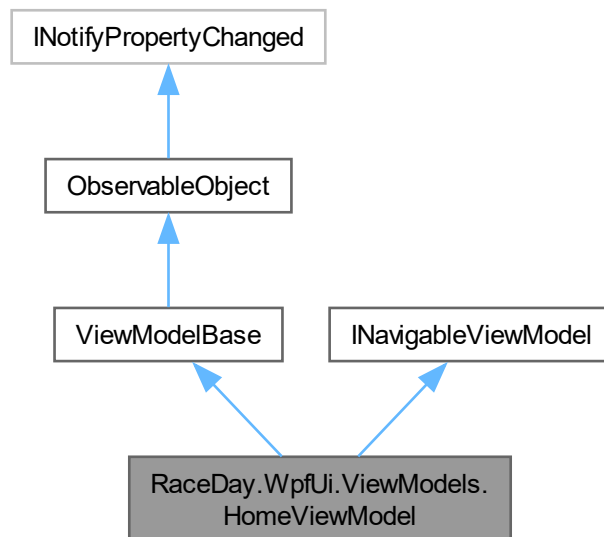 INotifyPropertyChanged
ObservableObject
ViewModelBase
INavigableViewModel
RaceDay.WpfUi.ViewModels.
HomeViewModel